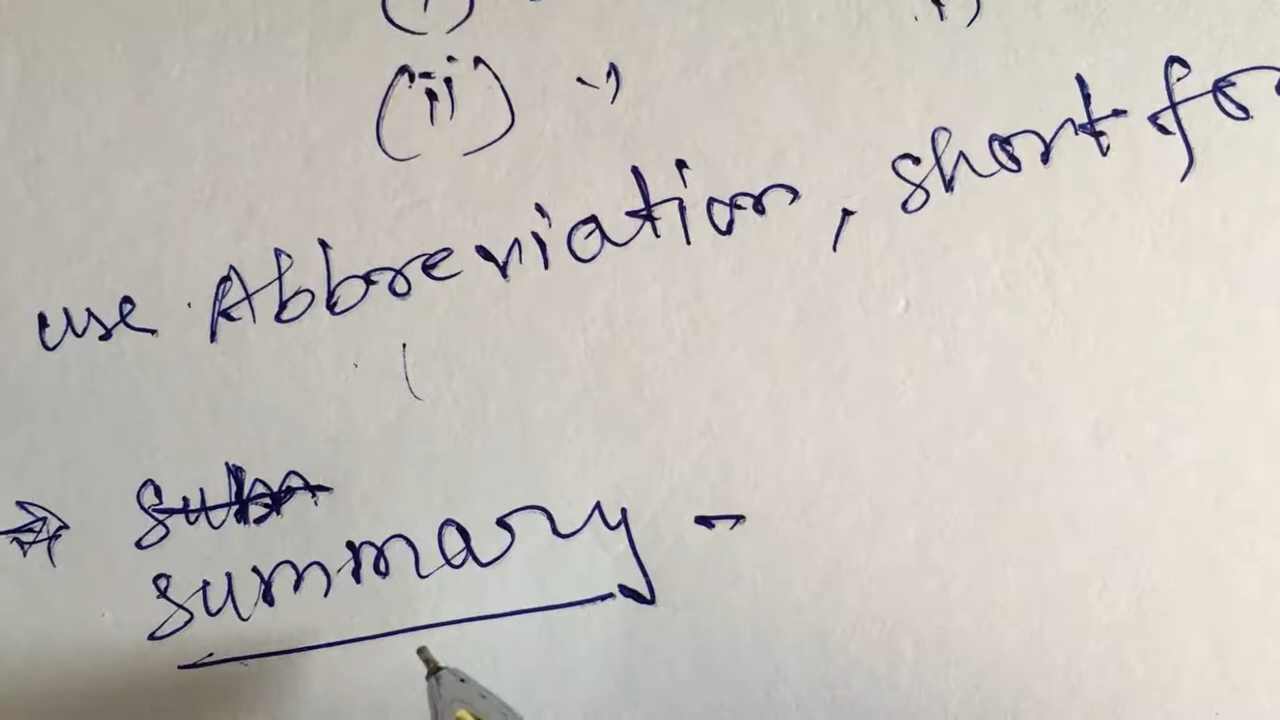 (i)
(ii) "
use Abbreviation, short fo
⇒
summary -